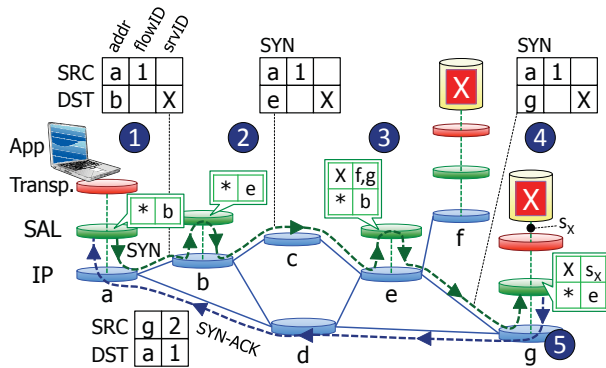 addr flowID srvID
SRC a 1
DST b X
SYN
a 1
e X
SYN
a 1
g X
1 2 3 4
X
App
Transp.
SAL
IP
* b
* e
X f,g
* b
X
s_X
X s_X
* e
SYN
a
b
c
e
f
d
g
5
SRC g 2
DST a 1
SYN-ACK